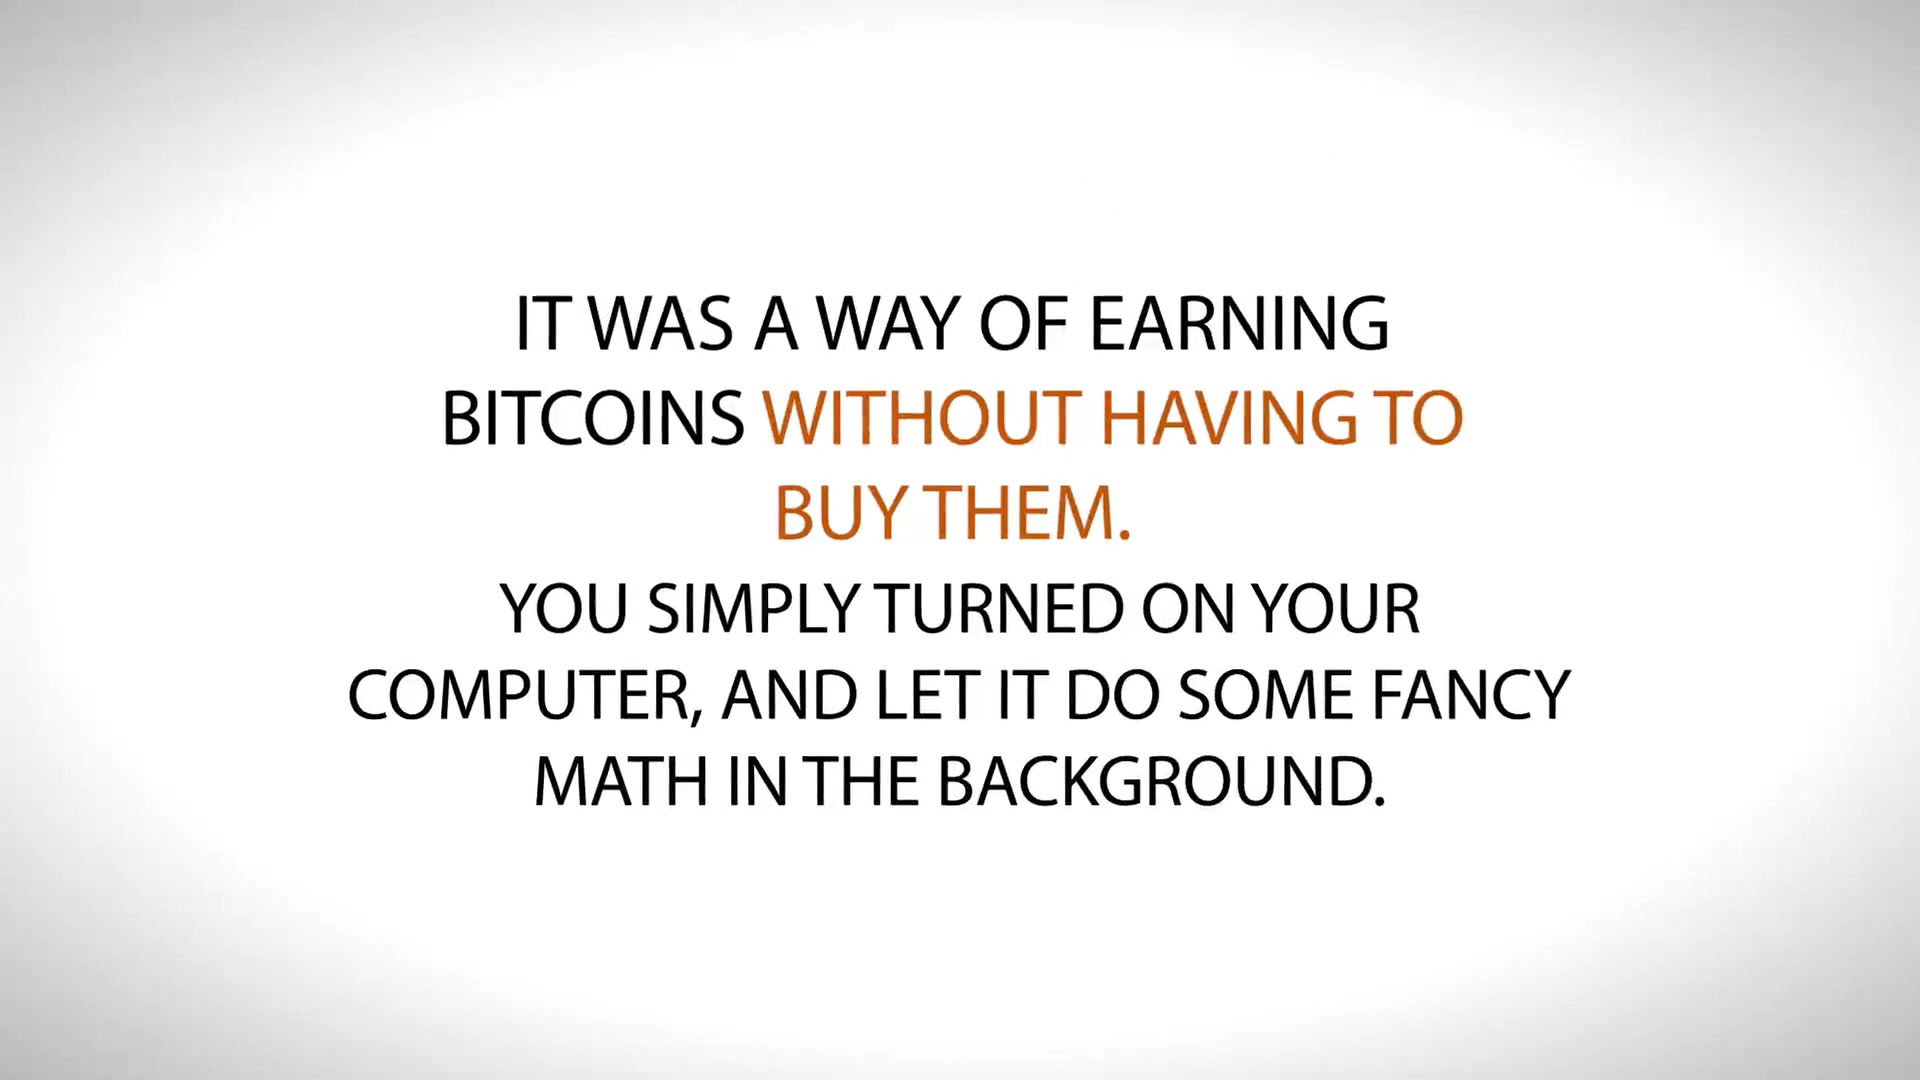 IT WAS A WAY OF EARNING
BITCOINS WITHOUT HAVING TO
BUY THEM.
YOU SIMPLY TURNED ON YOUR
COMPUTER, AND LET IT DO SOME FANCY
MATH IN THE BACKGROUND.